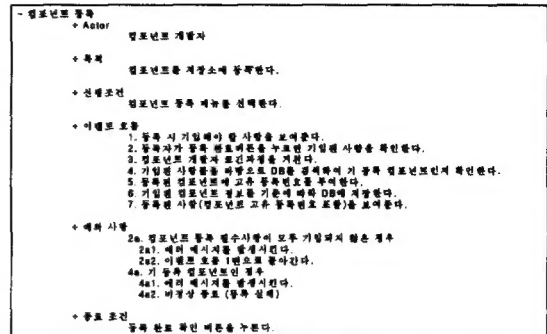 - 컴포넌트 등록
+ Actor
컴포넌트 개발자
+ 목적
컴포넌트를 저장소에 등록한다.
+ 선행조건
컴포넌트 등록 메뉴를 선택한다.
+ 이벤트 흐름
1. 등록 시 기입해야 할 사항을 보여준다.
2. 등록자가 등록 완료버튼을 누르면 기입된 사항을 확인한다.
3. 컴포넌트 개발자 로긴과정을 거친다.
4. 기입된 사항들을 바탕으로 DB를 검색하여 기 등록 컴포넌트인지 확인한다.
5. 등록된 컴포넌트에 고유 등록번호를 부여한다.
6. 기입된 컴포넌트 정보를 기준에 따라 DB에 저장한다.
7. 등록된 사항(컴포넌트 고유 등록번호 포함)을 보여준다.
+ 예외 사항
2a. 컴포넌트 등록 필수사항이 모두 기입되지 않은 경우
2a1. 에러 메시지를 발생시킨다.
2a2. 이벤트 흐름 1번으로 돌아간다.
4a. 기 등록 컴포넌트인 경우
4a1. 에러 메시지를 발생시킨다.
4a2. 비정상 종료 (등록 실패)
+ 종료 조건
등록 완료 확인 버튼을 누른다.